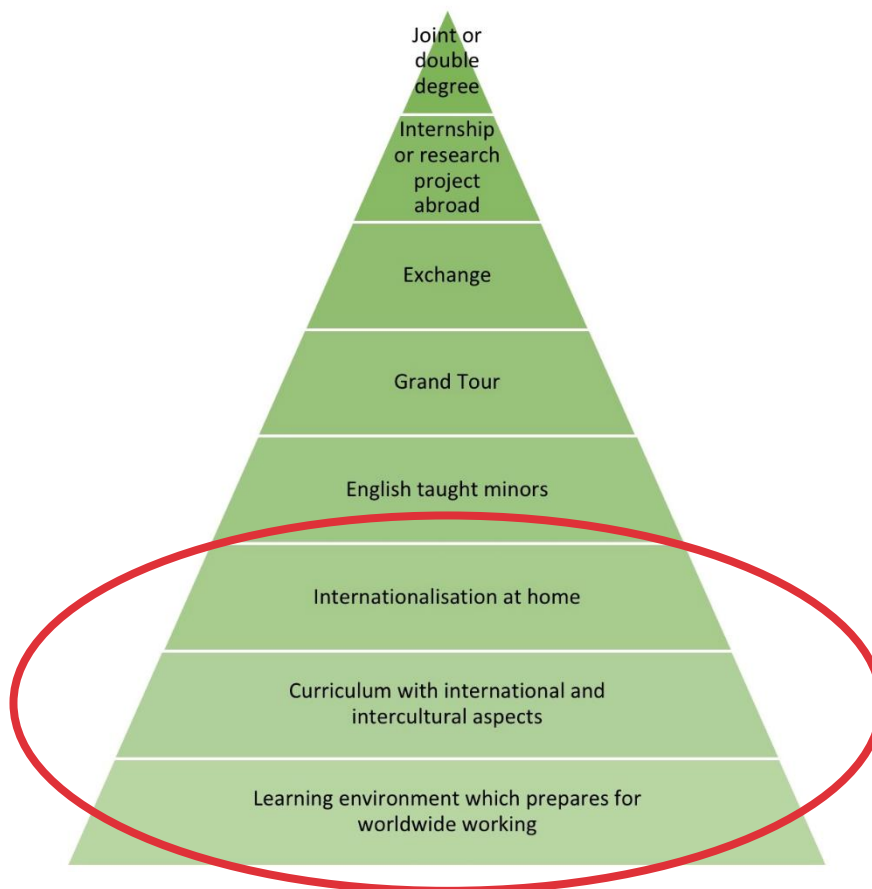 Joint or
double
degree
Internship
or research
project
abroad
Exchange
Grand Tour
English taught minors
Internationalisation at home
Curriculum with international and
intercultural aspects
Learning environment which prepares for
worldwide working